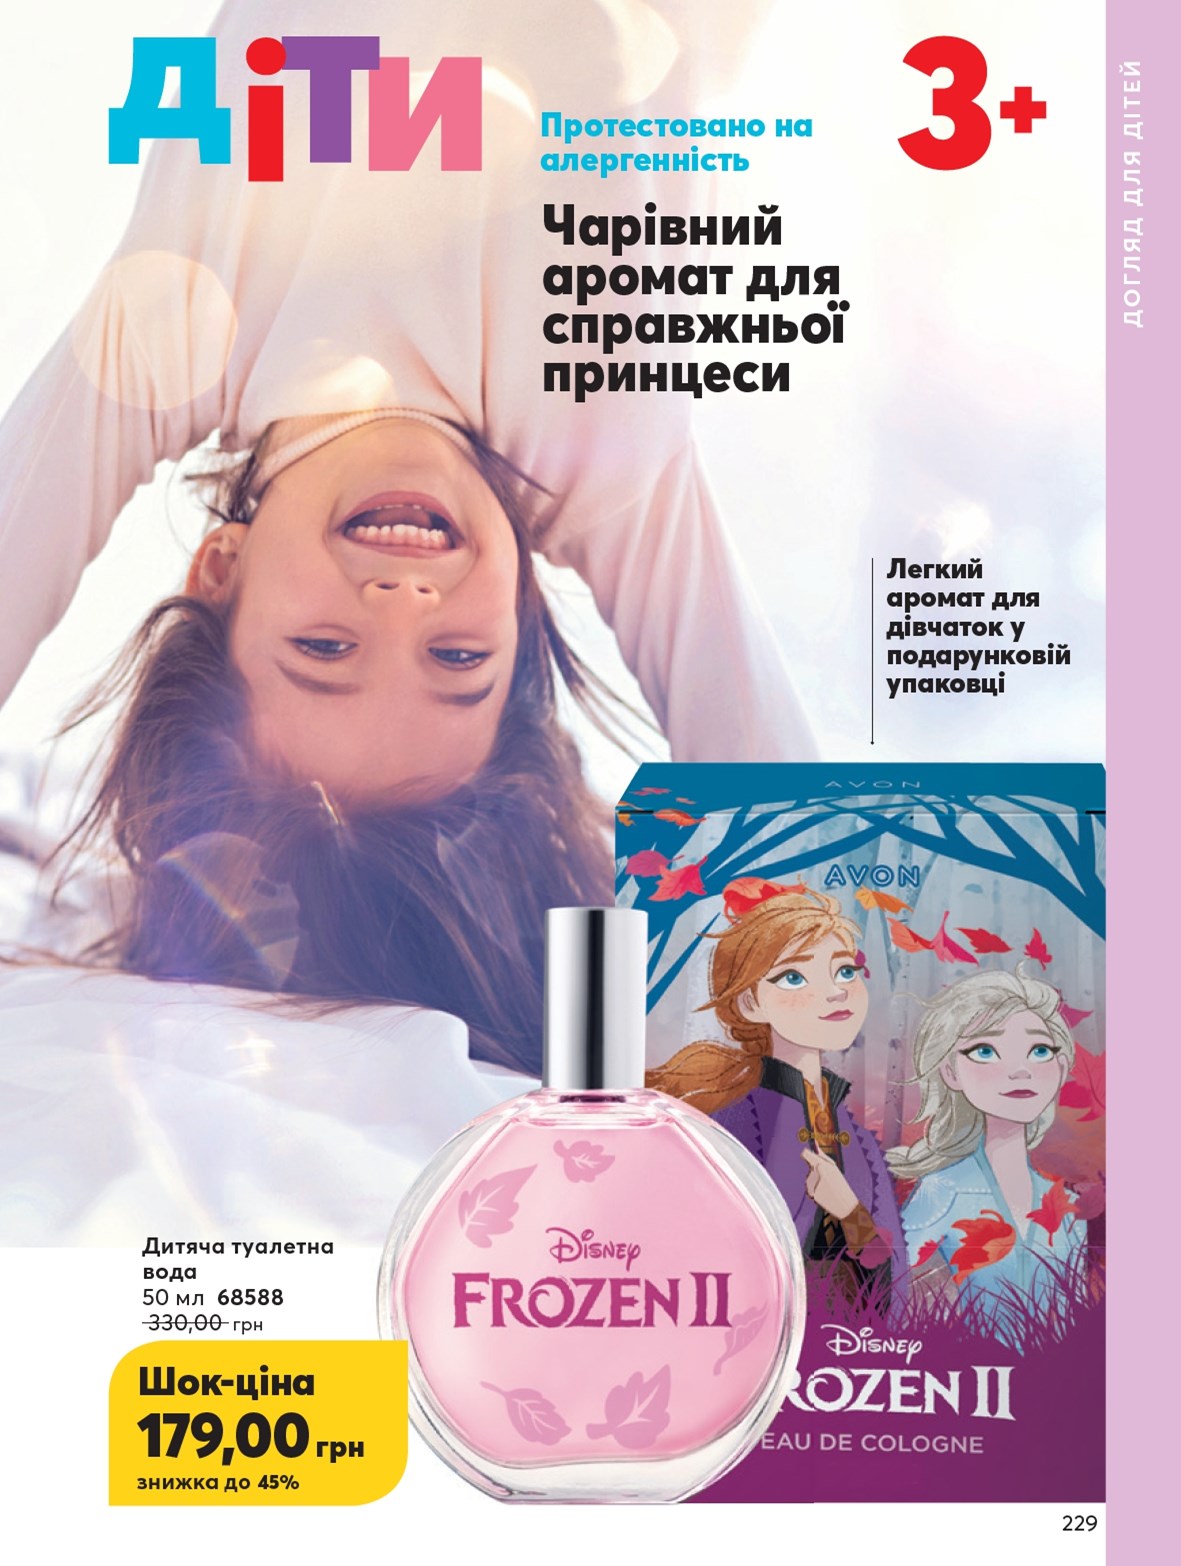 Діти
3+
ДОГЛЯД ДЛЯ ДІТЕЙ
Протестовано на
алергенність
Чарівний
аромат для
справжньої
принцеси
Легкий
аромат для
дівчаток у
подарунковій
упаковці
AVON
AVON
Disney
FROZEN II
Disney
ROZEN II
EAU DE COLOGNE
Дитяча туалетна
вода
50 мл 68588
330,00 грн
Шок-ціна
179,00 грн
знижка до 45%
229